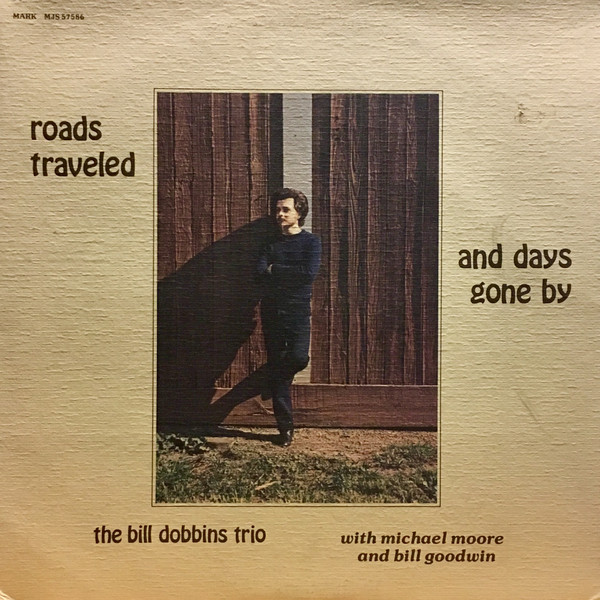 MARK MJS 57586
roads
traveled
and days
gone by
the bill dobbins trio
with michael moore
and bill goodwin